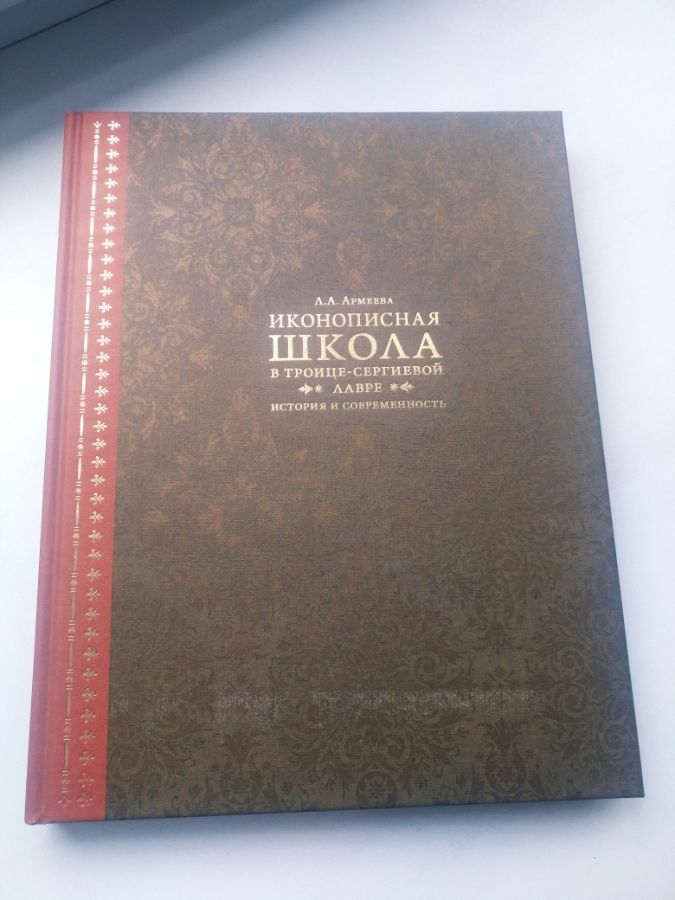 Л.А. Армеева
ИКОНОПИСНАЯ
ШКОЛА
В ТРОИЦЕ-СЕРГИЕВОЙ
ЛАВРЕ
ИСТОРИЯ И СОВРЕМЕННОСТЬ